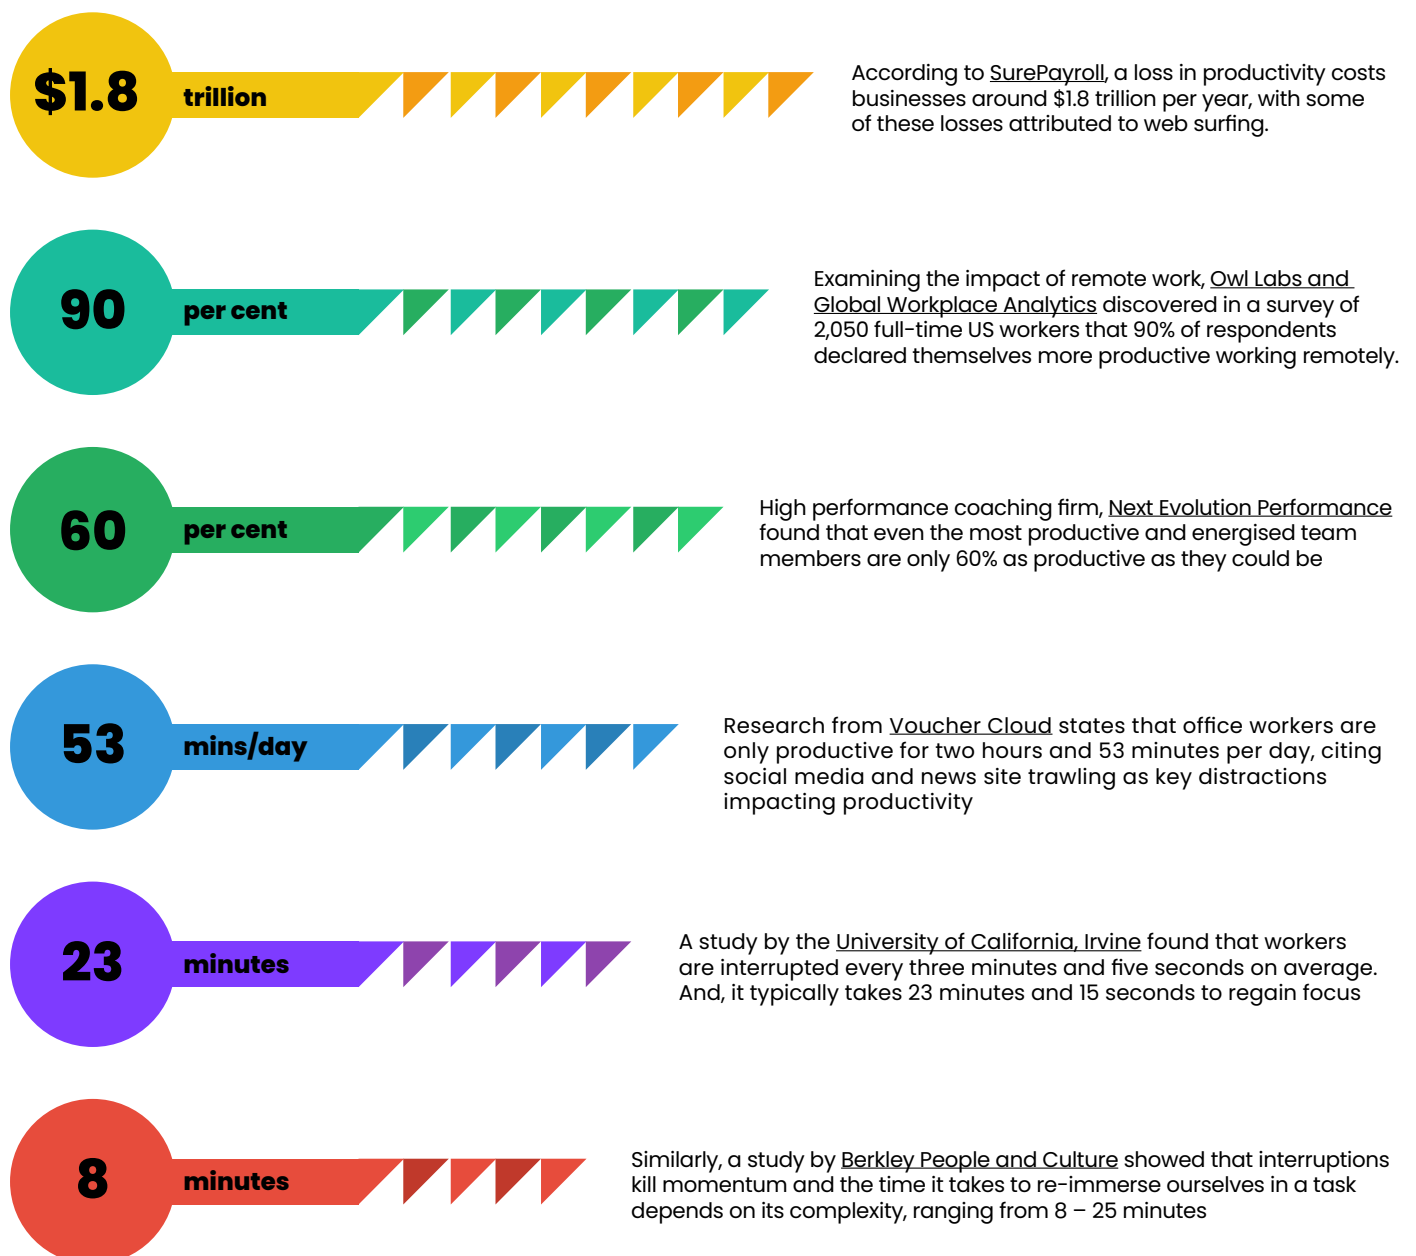 $1.8
trillion
According to SurePayroll, a loss in productivity costs
businesses around $1.8 trillion per year, with some
of these losses attributed to web surfing.
90
per cent
Examining the impact of remote work, Owl Labs and
Global Workplace Analytics discovered in a survey of
2,050 full-time US workers that 90% of respondents
declared themselves more productive working remotely.
60
per cent
High performance coaching firm, Next Evolution Performance
found that even the most productive and energised team
members are only 60% as productive as they could be
53
mins/day
Research from Voucher Cloud states that office workers are
only productive for two hours and 53 minutes per day, citing
social media and news site trawling as key distractions
impacting productivity
23
minutes
A study by the University of California, Irvine found that workers
are interrupted every three minutes and five seconds on average.
And, it typically takes 23 minutes and 15 seconds to regain focus
8
minutes
Similarly, a study by Berkley People and Culture showed that interruptions
kill momentum and the time it takes to re-immerse ourselves in a task
depends on its complexity, ranging from 8 – 25 minutes